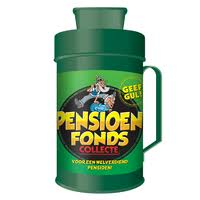 GEEF
GUL!
PENSIOEN
FONDS
COLLECTE
VOOR EEN WELVERDIEND
PENSIOEN!